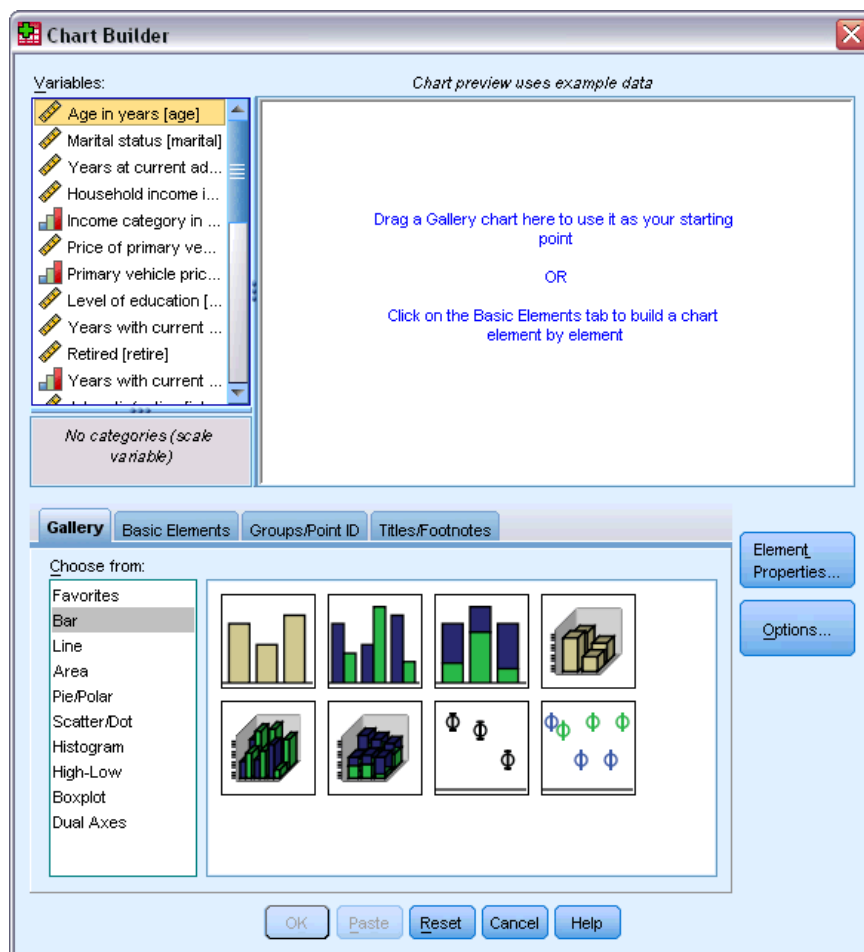 Chart Builder
Variables:
Chart preview uses example data
Age in years [age]
Marital status [marital]
Years at current ad...
Household income i...
Income category in ...
Price of primary ve...
Primary vehicle pric...
Level of education [...
Years with current ...
Retired [retire]
Years with current ...
Drag a Gallery chart here to use it as your starting
point
OR
Click on the Basic Elements tab to build a chart
element by element
No categories (scale
variable)
Gallery
Basic Elements
Groups/Point ID
Titles/Footnotes
Choose from:
Favorites
Bar
Line
Area
Pie/Polar
Scatter/Dot
Histogram
High-Low
Boxplot
Dual Axes
Element
Properties...
Options...
OK
Paste
Reset
Cancel
Help